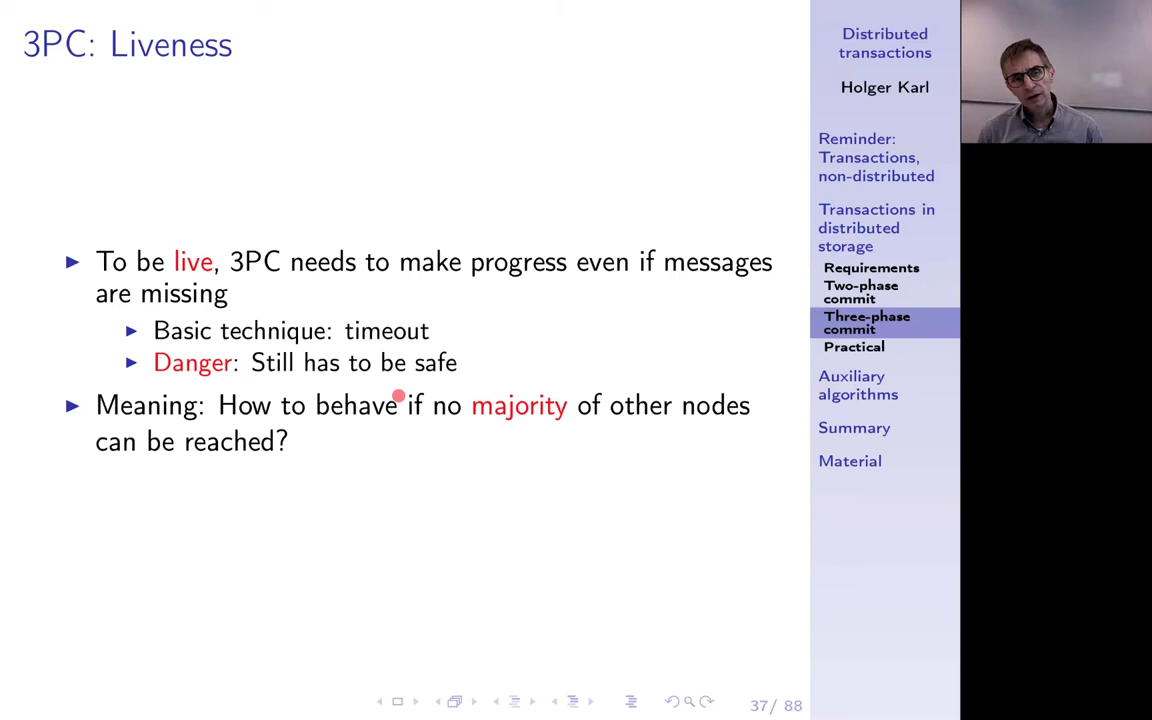 3PC: Liveness
To be live, 3PC needs to make progress even if messages
are missing
Basic technique: timeout
Danger: Still has to be safe
Meaning: How to behave if no majority of other nodes
can be reached?
37/ 88
Distributed
transactions
Holger Karl
Reminder:
Transactions,
non-distributed
Transactions in
distributed
storage
Requirements
Two-phase
commit
Three-phase
commit
Practical
Auxiliary
algorithms
Summary
Material